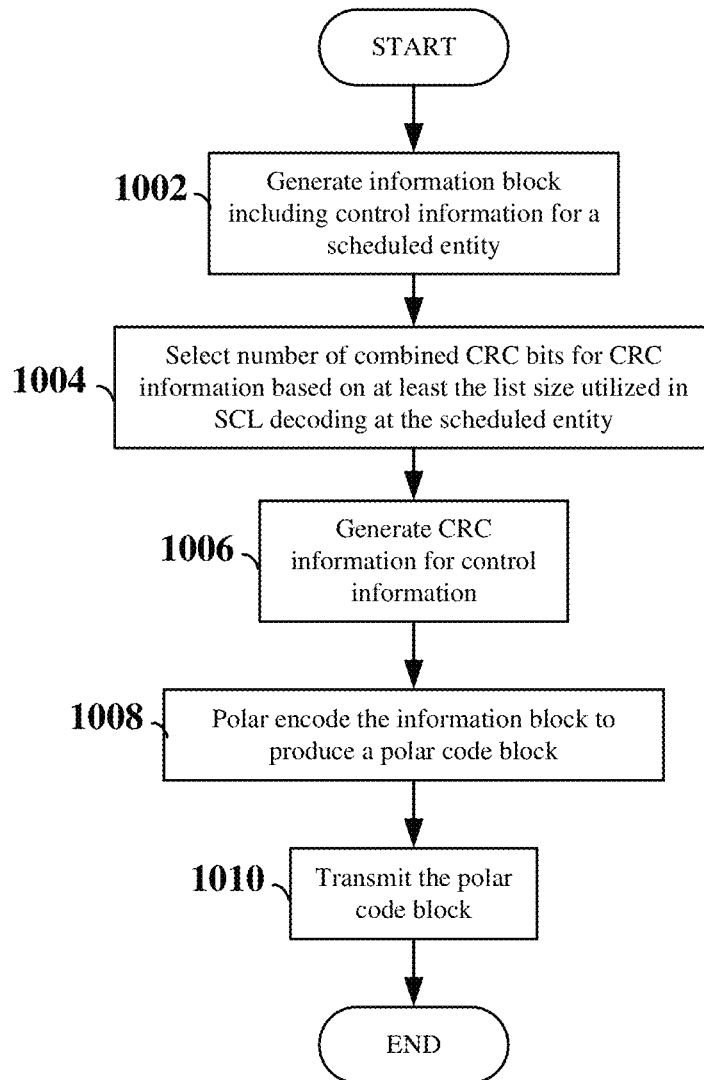 START
1002
Generate information block
including control information for a
scheduled entity
1004
Select number of combined CRC bits for CRC
information based on at least the list size utilized in
SCL decoding at the scheduled entity
1006
Generate CRC
information for control
information
1008
Polar encode the information block to
produce a polar code block
1010
Transmit the polar
code block
END